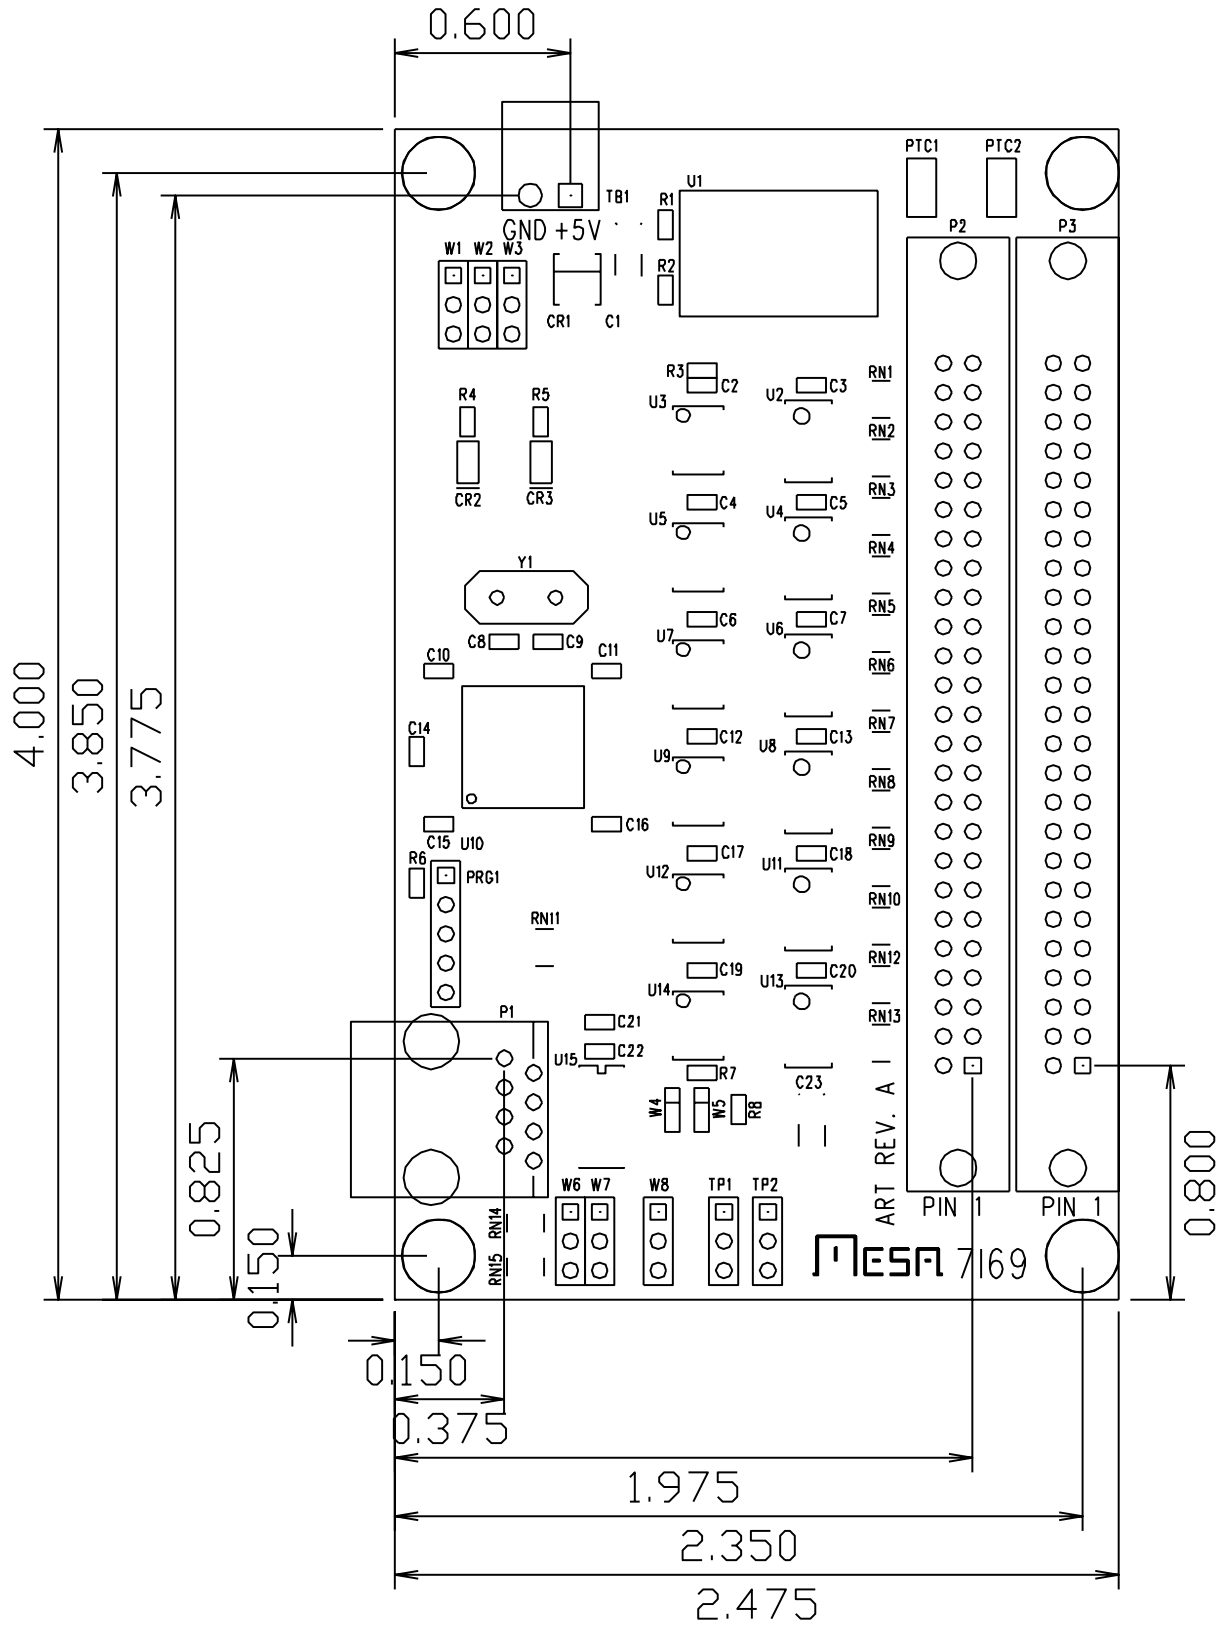 0.600
PTC1 PTC2
U1
TB1 R1
P2 P3
GND +5V
W1 W2 W3
R2
CR1 C1
R3 RN1
C2 U2 C3
R4 R5 U3
RN2
CR2 CR3 RN3
C4 C5
U5 U4
RN4
Y1
RN5
C6 C7
U7 U6
C8 C9
C10 C11
RN6
4.000
3.850
3.775
C14 RN7
C12 C13
U9 U8
RN8
C16
C15 U10 RN9
C17 C18
R6 U12 U11
PRG1
RN10
RN11
RN12
C19 C20
U14 U13
P1 RN13
C21
C22
U15
R7
C23
W4 W5 R8
ART REV. A
0.825
0.800
W6 W7 W8 TP1 TP2
PIN 1 PIN 1
RN14
RN15
0.150
MESA 7I69
0.150
0.375
1.975
2.350
2.475